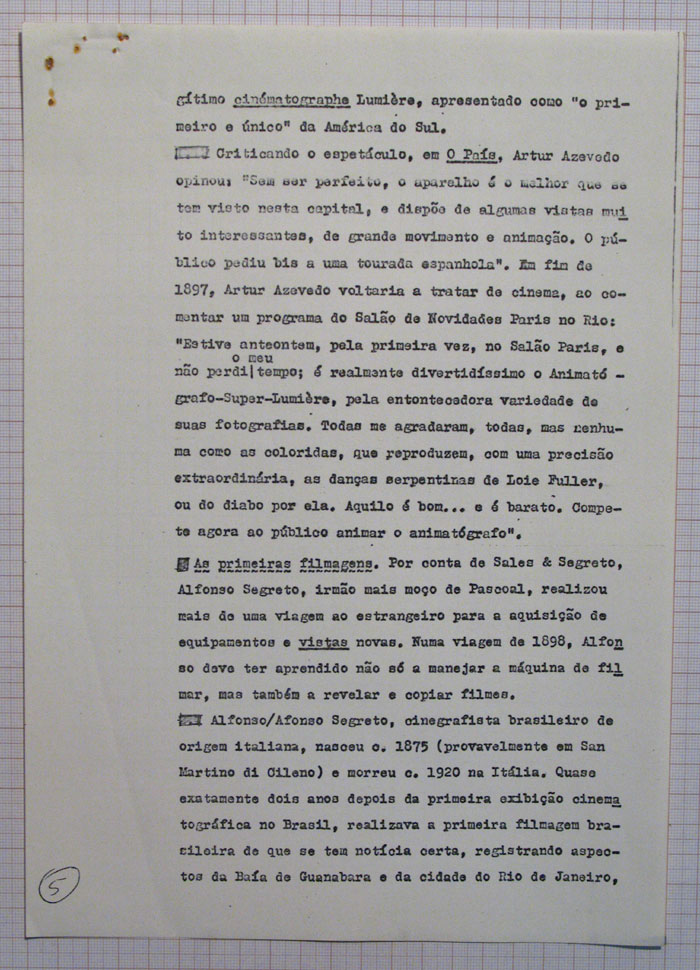 gítimo cinématographe Lumière, apresentado como "o pri-
meiro e único" da América do Sul.
Criticando o espetáculo, em O País, Artur Azevedo
opinou: "Sem ser perfeito, o aparelho é o melhor que se
tem visto nesta capital, e dispõe de algumas vistas mui
to interessantes, de grande movimento e animação. O pú-
blico pediu bis a uma tourada espanhola". Em fim de
1897, Artur Azevedo voltaria a tratar de cinema, ao co-
mentar um programa do Salão de Novidades Paris no Rio:
"Estive anteontem, pela primeira vez, no Salão Paris, e
o meu
não perdi| tempo; é realmente divertidíssimo o Animató -
grafo-Super-Lumière, pela entontecedora variedade de
suas fotografias. Todas me agradaram, todas, mas nenhu-
ma como as coloridas, que reproduzem, com uma precisão
extraordinária, as danças serpentinas de Loie Fuller,
ou do diabo por ela. Aquilo é bom... e é barato. Compe-
te agora ao público animar o animatógrafo".
As primeiras filmagens. Por conta de Sales & Segreto,
Alfonso Segreto, irmão mais moço de Pascoal, realizou
mais de uma viagem ao estrangeiro para a aquisição de
equipamentos e vistas novas. Numa viagem de 1898, Alfon
so deve ter aprendido não só a manejar a máquina de fil
mar, mas também a revelar e copiar filmes.
Alfonso/Afonso Segreto, cinegrafista brasileiro de
origem italiana, nasceu c. 1875 (provavelmente em San
Martino di Cileno) e morreu c. 1920 na Itália. Quase
exatamente dois anos depois da primeira exibição cinema
tográfica no Brasil, realizava a primeira filmagem bra-
sileira de que se tem notícia certa, registrando aspec-
tos da Baía de Guanabara e da cidade do Rio de Janeiro,
5